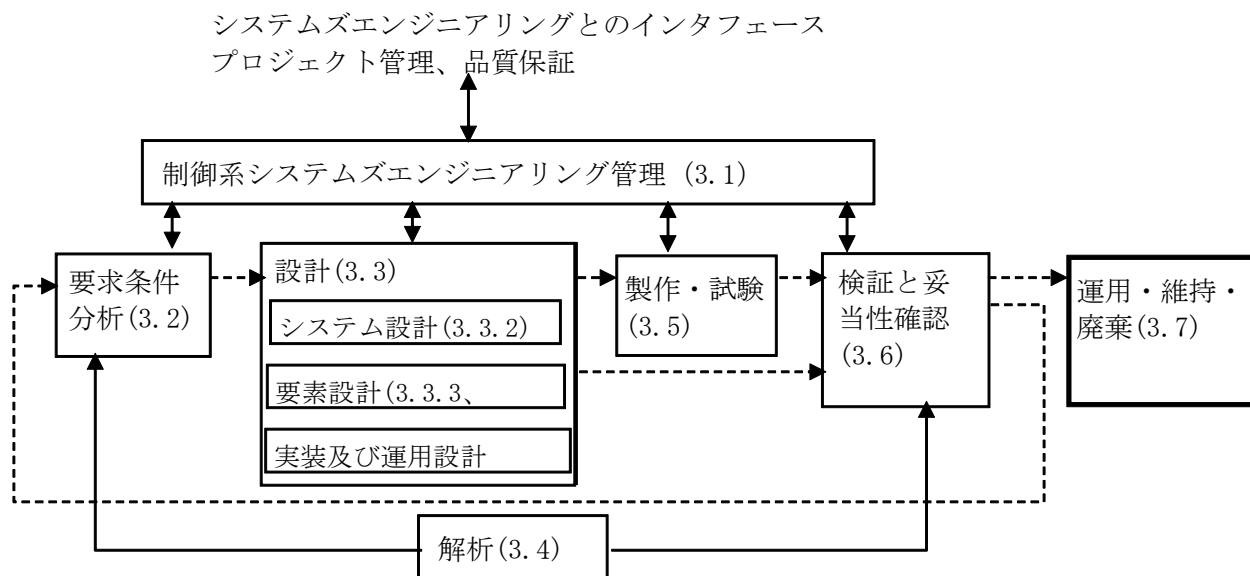 システムズエンジニアリングとのインタフェース
プロジェクト管理、品質保証
制御系システムズエンジニアリング管理 (3.1)
要求条件
分析(3.2)
設計(3.3)
システム設計(3.3.2)
要素設計(3.3.3、
実装及び運用設計
製作・試験
(3.5)
検証と妥
当性確認
(3.6)
運用・維持・
廃棄(3.7)
解析(3.4)